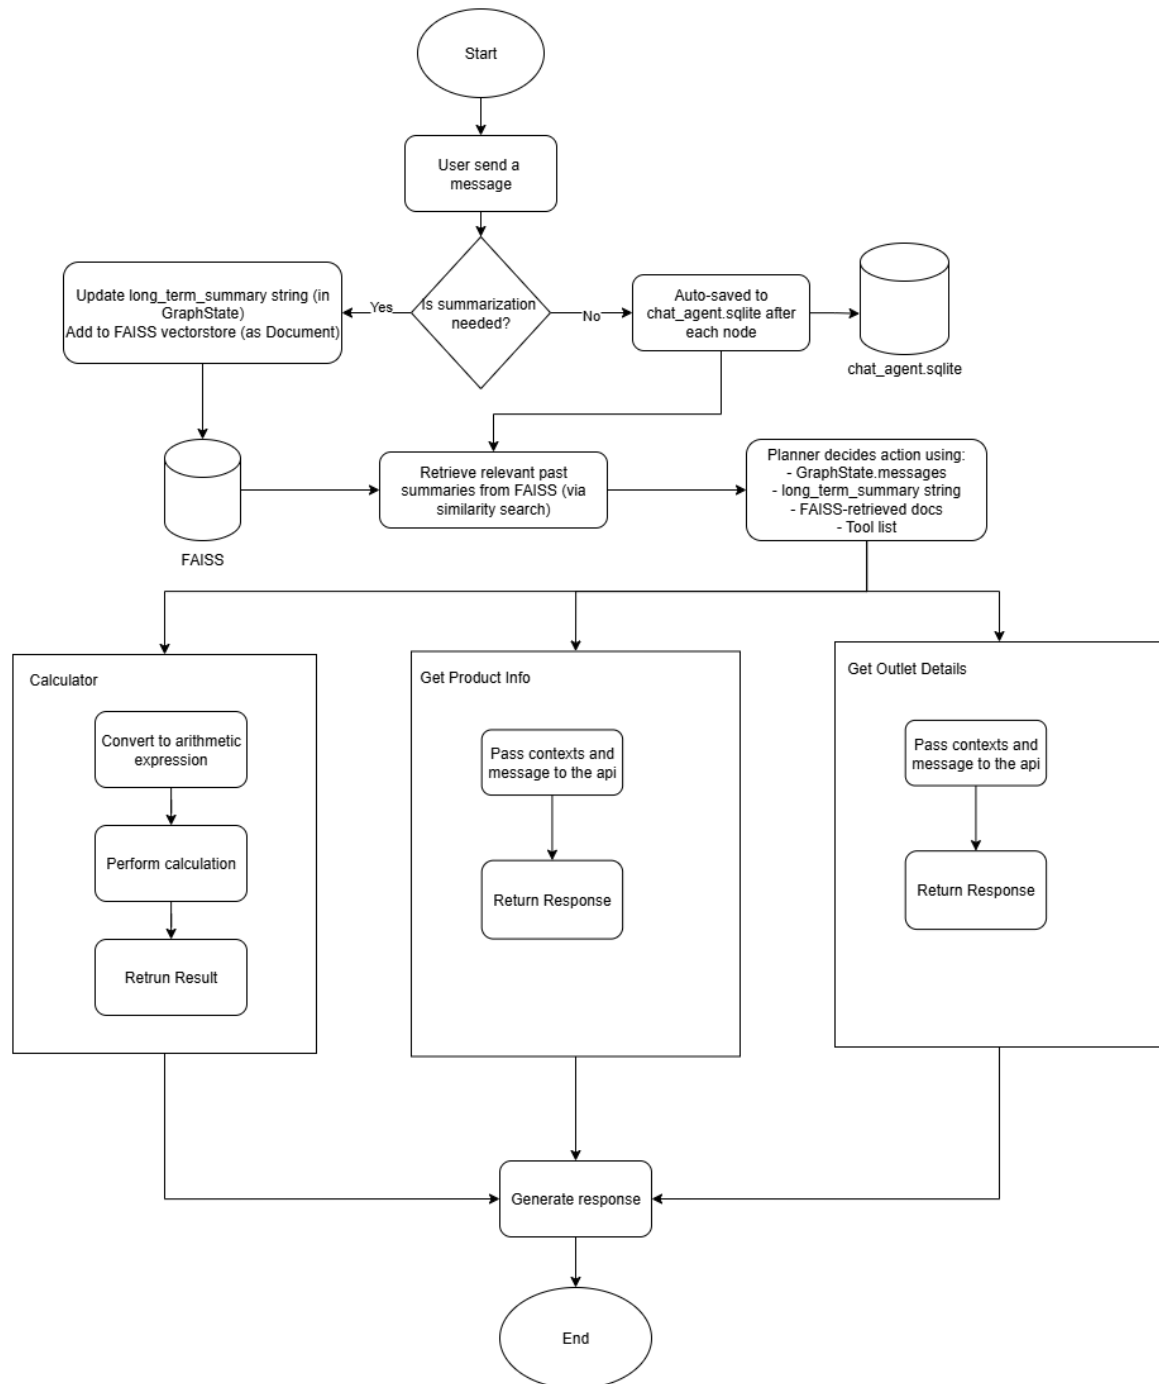 Start
User send a
message
Is summarization
needed?
Yes
No
Update long_term_summary string (in
GraphState)
Add to FAISS vectorstore (as Document)
Auto-saved to
chat_agent.sqlite after
each node
chat_agent.sqlite
FAISS
Retrieve relevant past
summaries from FAISS (via
similarity search)
Planner decides action using:
- GraphState.messages
- long_term_summary string
- FAISS-retrieved docs
- Tool list
Calculator
Convert to arithmetic
expression
Perform calculation
Retrun Result
Get Product Info
Pass contexts and
message to the api
Return Response
Get Outlet Details
Pass contexts and
message to the api
Return Response
Generate response
End